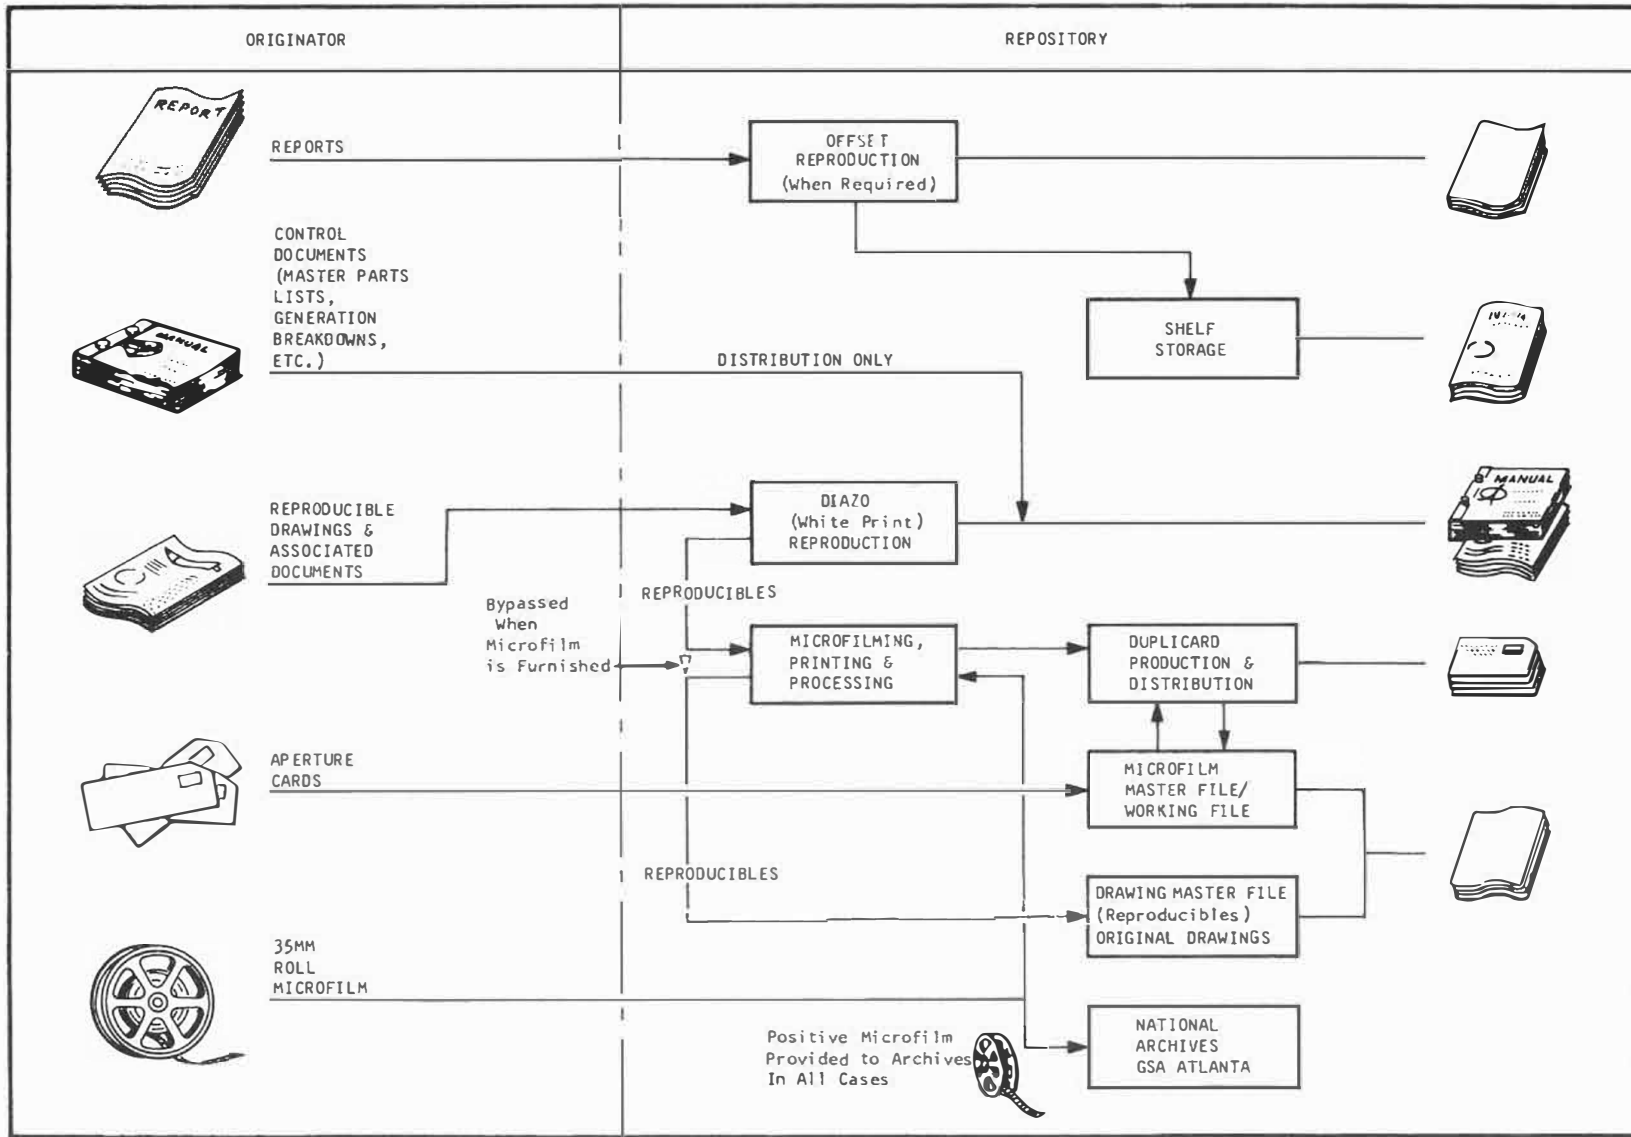 ORIGINATOR
REPOSITORY
REPORT
REPORTS
OFFSET
REPRODUCTION
(When Required)
CONTROL
DOCUMENTS
(MASTER PARTS
LISTS,
GENERATION
BREAKDOWNS,
ETC.)
MANUAL
DISTRIBUTION ONLY
SHELF
STORAGE
REPRODUCIBLE
DRAWINGS &
ASSOCIATED
DOCUMENTS
DIAZO
(White Print)
REPRODUCTION
MANUAL
REPRODUCIBLES
Bypassed
When
Microfilm
is Furnished
MICROFILMING,
PRINTING &
PROCESSING
DUPLICARD
PRODUCTION &
DISTRIBUTION
APERTURE
CARDS
MICROFILM
MASTER FILE/
WORKING FILE
REPRODUCIBLES
DRAWING MASTER FILE
(Reproducibles)
ORIGINAL DRAWINGS
35MM
ROLL
MICROFILM
Positive Microfilm
Provided to Archives
In All Cases
NATIONAL
ARCHIVES
GSA ATLANTA